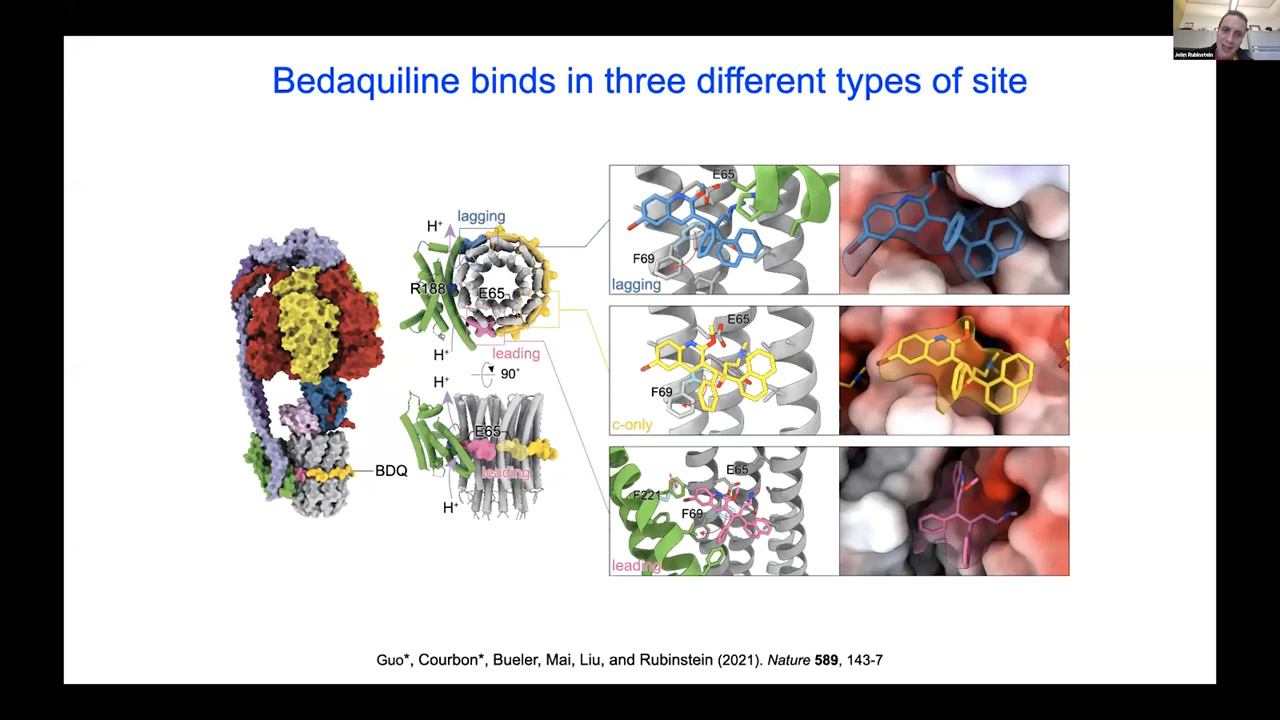 John Rubinstein
Bedaquiline binds in three different types of site
BDQ
H⁺
lagging
R188
E65
H⁺
leading
90°
H⁺
E65
leading
H⁺
E65
F69
lagging
E65
F69
c-only
E65
F221
F69
leading
Guo*, Courbon*, Bueler, Mai, Liu, and Rubinstein (2021). Nature 589, 143-7